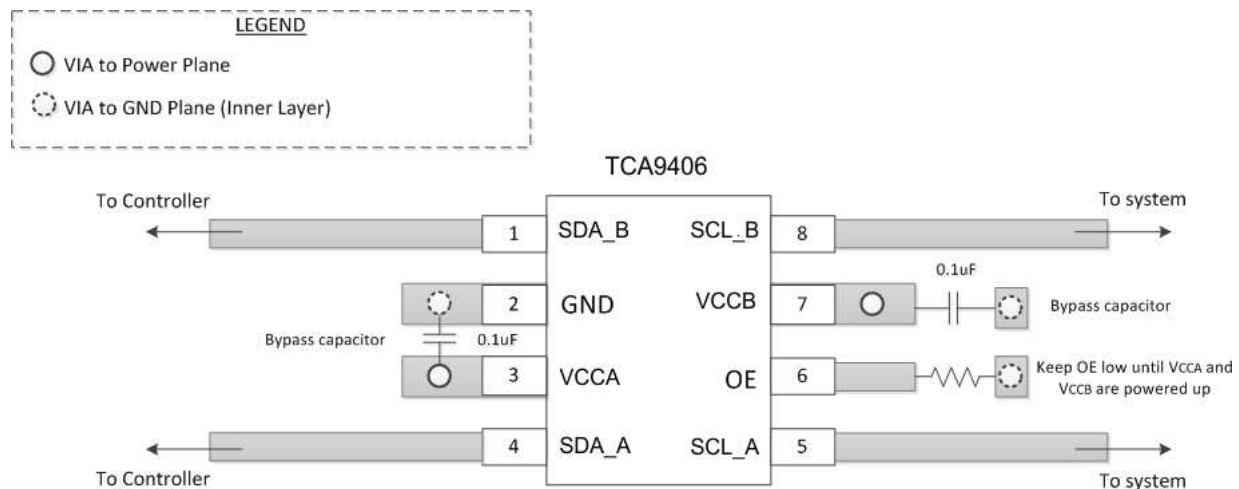 LEGEND
VIA to Power Plane
VIA to GND Plane (Inner Layer)
TCA9406
To Controller
To system
1 SDA_B SCL_B 8
0.1uF
2 GND VCCB 7
Bypass capacitor
Bypass capacitor 0.1uF
3 VCCA OE 6
Keep OE low until VCCA and
VCCB are powered up
4 SDA_A SCL_A 5
To Controller
To system